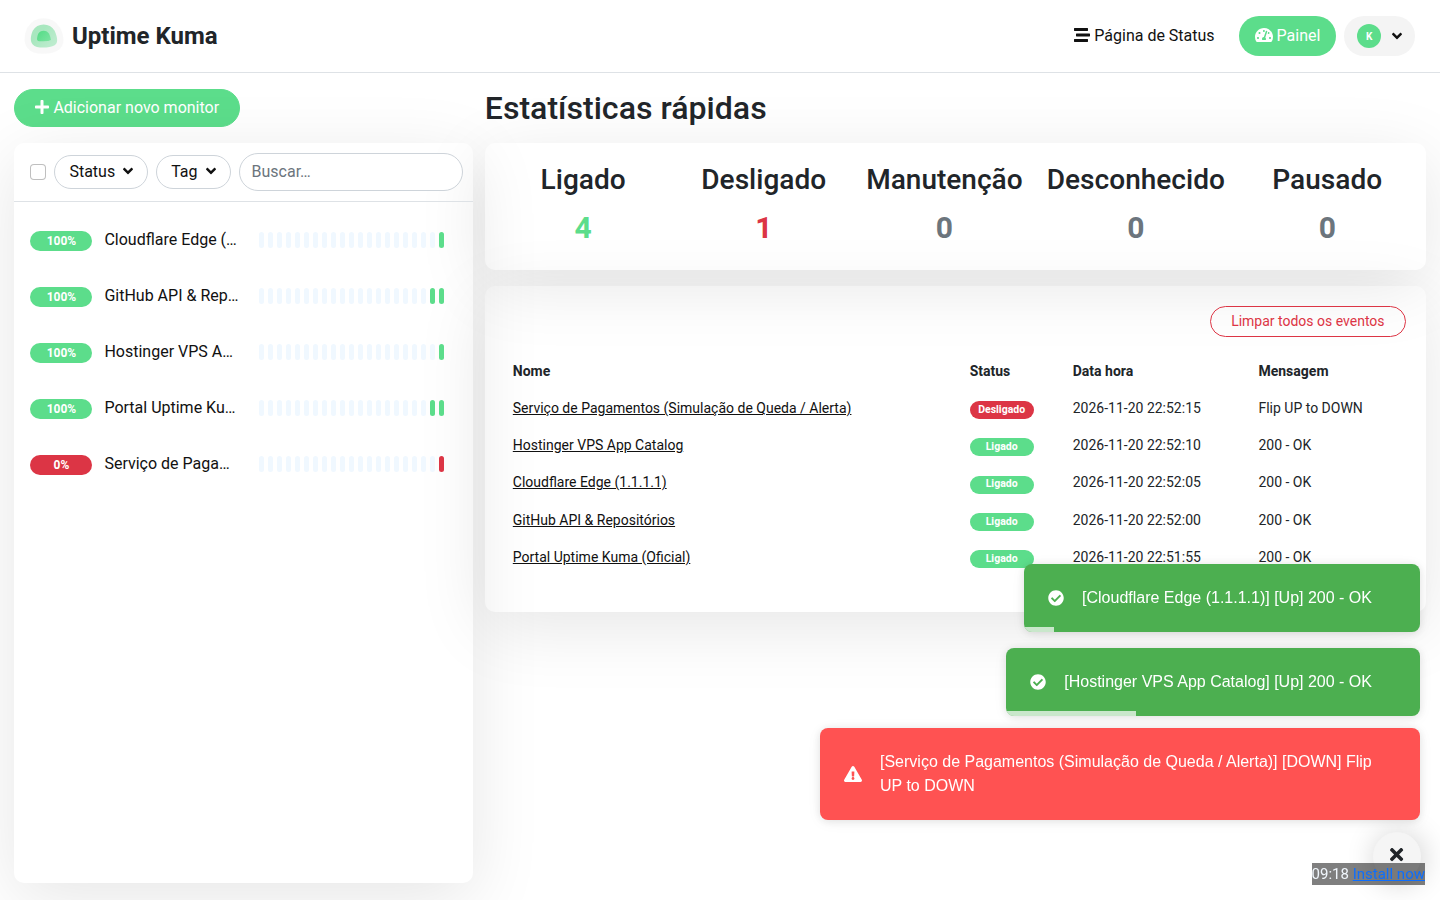 Uptime Kuma
Página de Status
Painel
K
Adicionar novo monitor
Estatísticas rápidas
Status
Tag
Buscar...
Ligado
Desligado
Manutenção
Desconhecido
Pausado
4
1
0
0
0
100% Cloudflare Edge (...
100% GitHub API & Rep...
100% Hostinger VPS A...
100% Portal Uptime Ku...
0% Serviço de Paga...
Limpar todos os eventos
Nome Status Data hora Mensagem
Serviço de Pagamentos (Simulação de Queda / Alerta) Desligado 2026-11-20 22:52:15 Flip UP to DOWN
Hostinger VPS App Catalog Ligado 2026-11-20 22:52:10 200 - OK
Cloudflare Edge (1.1.1.1) Ligado 2026-11-20 22:52:05 200 - OK
GitHub API & Repositórios Ligado 2026-11-20 22:52:00 200 - OK
Portal Uptime Kuma (Oficial) Ligado 2026-11-20 22:51:55 200 - OK
[Cloudflare Edge (1.1.1.1)] [Up] 200 - OK
[Hostinger VPS App Catalog] [Up] 200 - OK
[Serviço de Pagamentos (Simulação de Queda / Alerta)] [DOWN] Flip
UP to DOWN
09:18 Install now